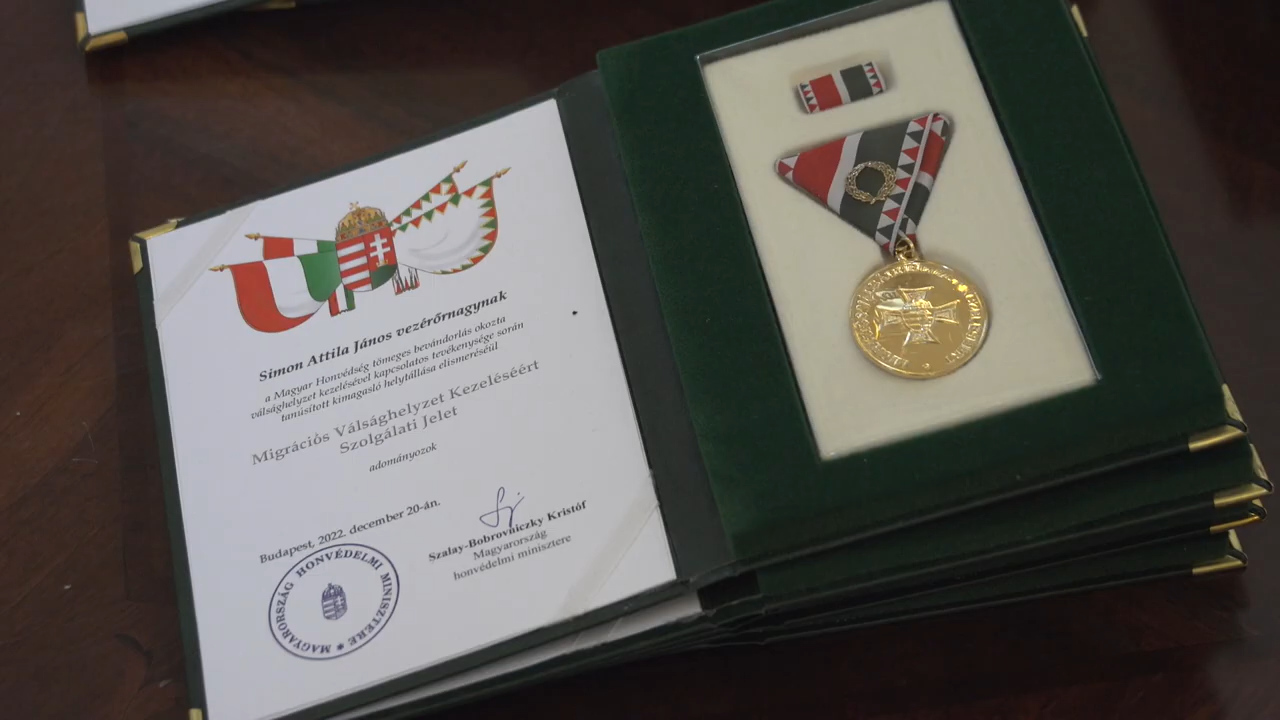 Simon Attila János vezérőrnagynak
a Magyar Honvédség tömeges bevándorlás okozta
válsághelyzet kezelésével kapcsolatos tevékenysége során
tanúsított kimagasló helytállása elismeréséül
Migrációs Válsághelyzet Kezeléséért
Szolgálati Jelet
adományozok
Budapest, 2022. december 20-án.
Szalay-Bobrovniczky Kristóf
Magyarország
honvédelmi minisztere
MAGYARORSZÁG HONVÉDELMI MINISZTERE